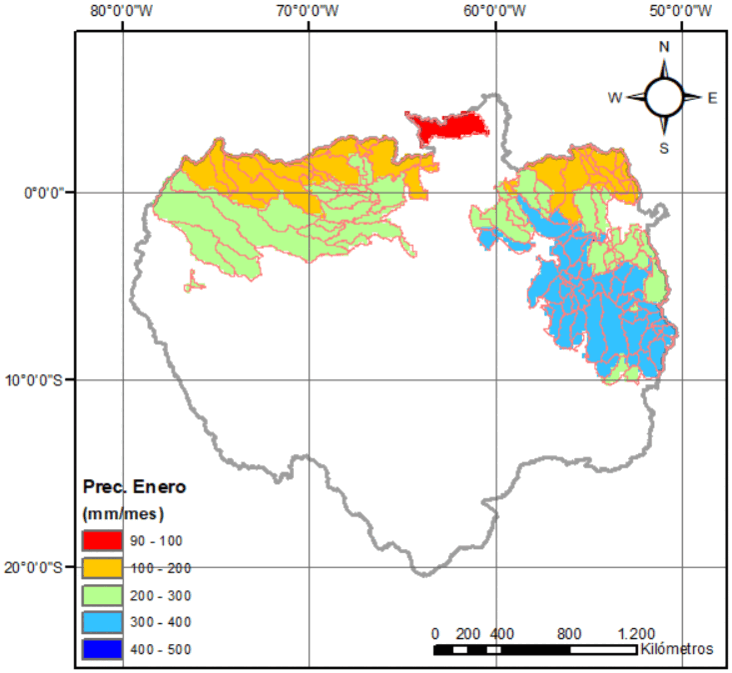 80°0'0"W 70°0'0"W 60°0'0"W 50°0'0"W
N
W E
S
0°0'0"
10°0'0"S
Prec. Enero
(mm/mes)
90 - 100
20°0'0"S 100 - 200
200 - 300
300 - 400
400 - 500
0 200 400 800 1.200
Kilómetros